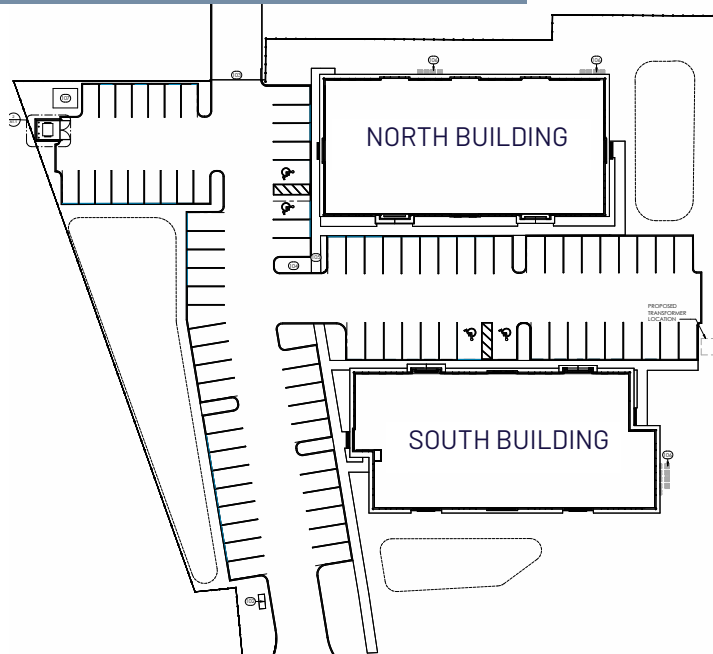 NORTH BUILDING
PROPOSED
TRANSFORMER
LOCATION
SOUTH BUILDING